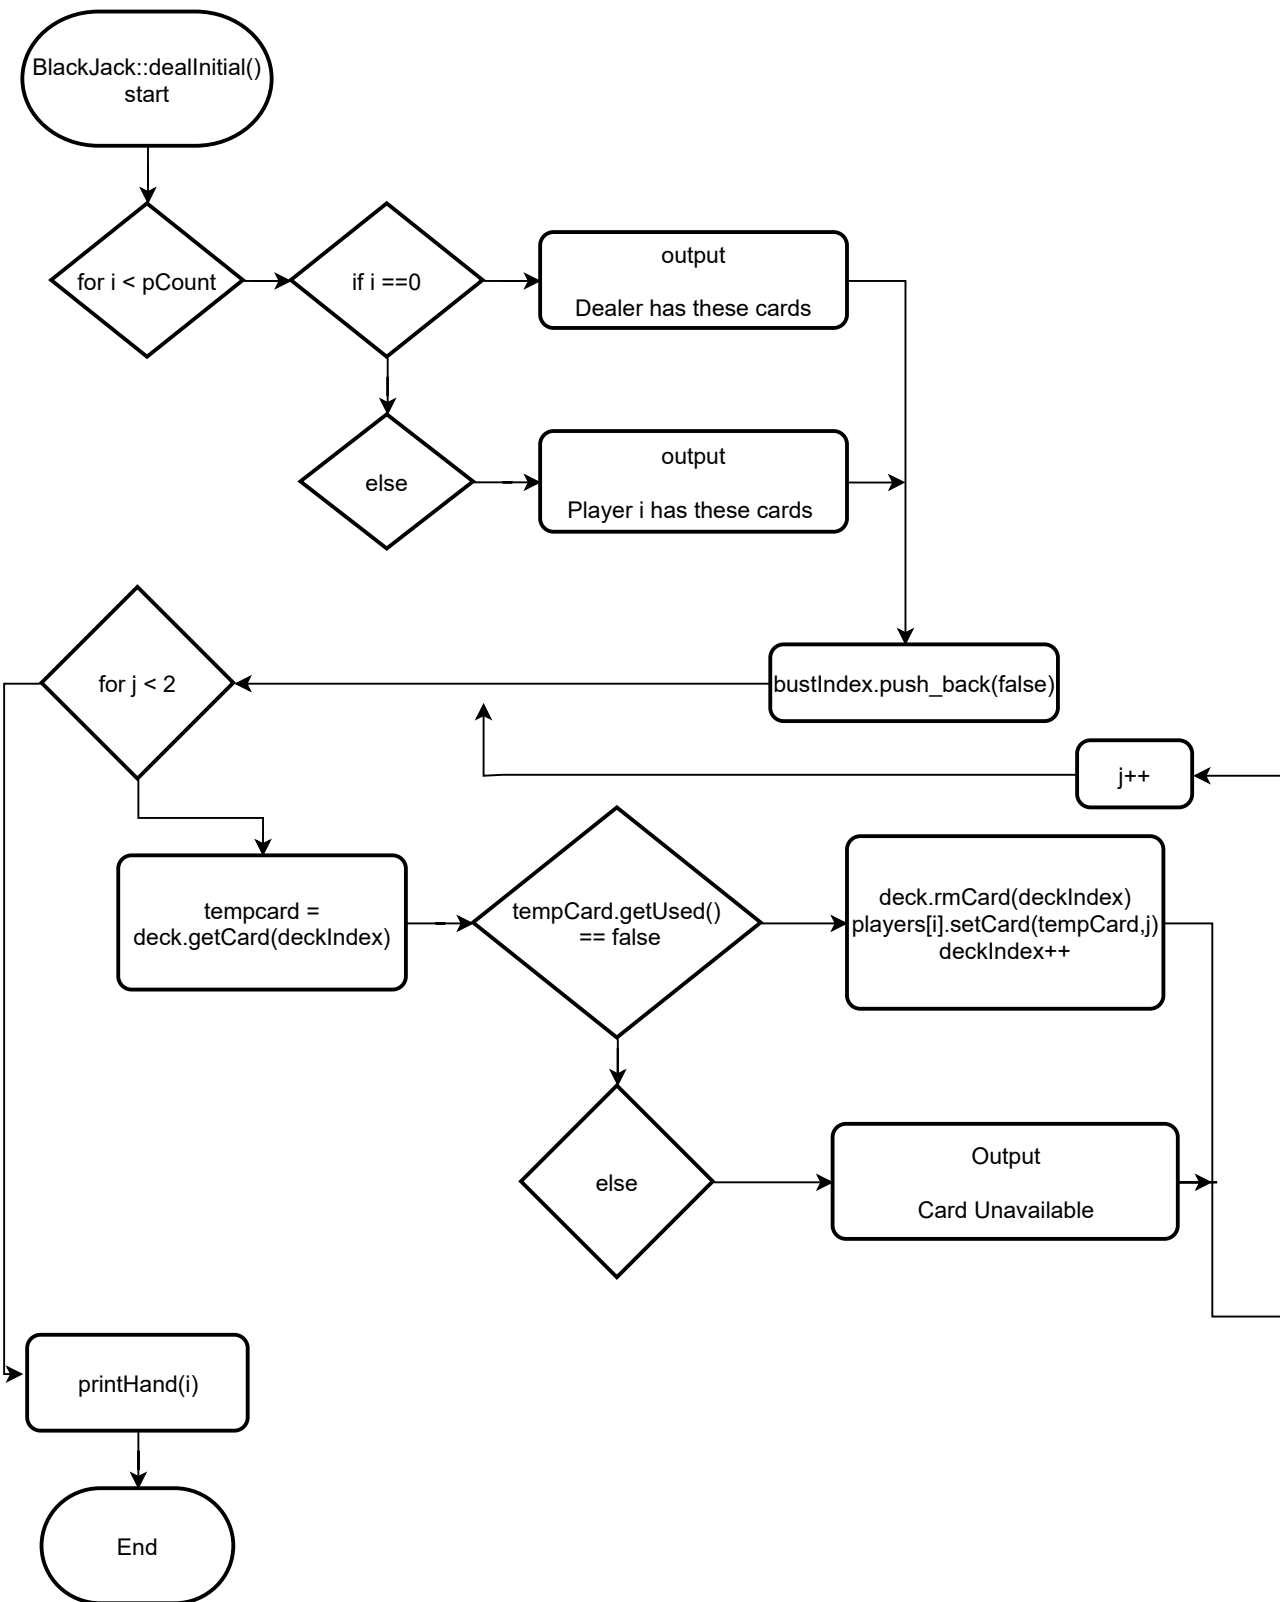 BlackJack::dealInitial()
start
for i < pCount
if i ==0
output
Dealer has these cards
else
output
Player i has these cards
for j < 2
bustIndex.push_back(false)
j++
tempcard =
deck.getCard(deckIndex)
tempCard.getUsed()
== false
deck.rmCard(deckIndex)
players[i].setCard(tempCard,j)
deckIndex++
else
Output
Card Unavailable
printHand(i)
End